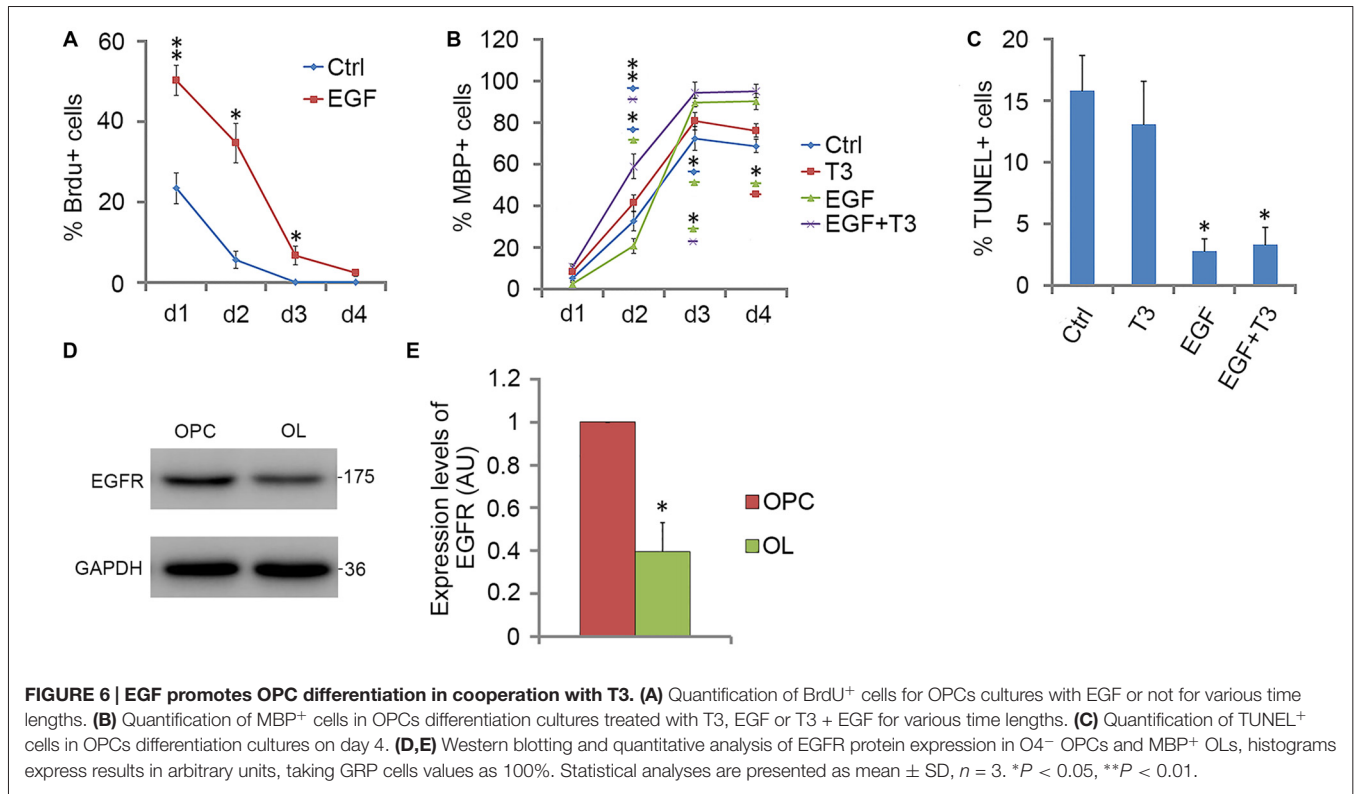 A
% Brdu+ cells
60
40
20
0
d1 d2 d3 d4
**
*
*
Ctrl
EGF
B
% MBP+ cells
120
100
80
60
40
20
0
d1 d2 d3 d4
**
*
*
*
*
Ctrl
T3
EGF
EGF+T3
C
% TUNEL+ cells
20
15
10
5
0
* *
Ctrl T3 EGF EGF+T3
D
OPC OL
EGFR -175
GAPDH -36
E
Expression levels of
EGFR (AU)
1.2
1
0.8
0.6
0.4
0.2
0
*
OPC
OL
FIGURE 6 | EGF promotes OPC differentiation in cooperation with T3. (A) Quantification of BrdU⁺ cells for OPCs cultures with EGF or not for various time
lengths. (B) Quantification of MBP⁺ cells in OPCs differentiation cultures treated with T3, EGF or T3 + EGF for various time lengths. (C) Quantification of TUNEL⁺
cells in OPCs differentiation cultures on day 4. (D,E) Western blotting and quantitative analysis of EGFR protein expression in O4⁻ OPCs and MBP⁺ OLs, histograms
express results in arbitrary units, taking GRP cells values as 100%. Statistical analyses are presented as mean ± SD, n = 3. *P < 0.05, **P < 0.01.